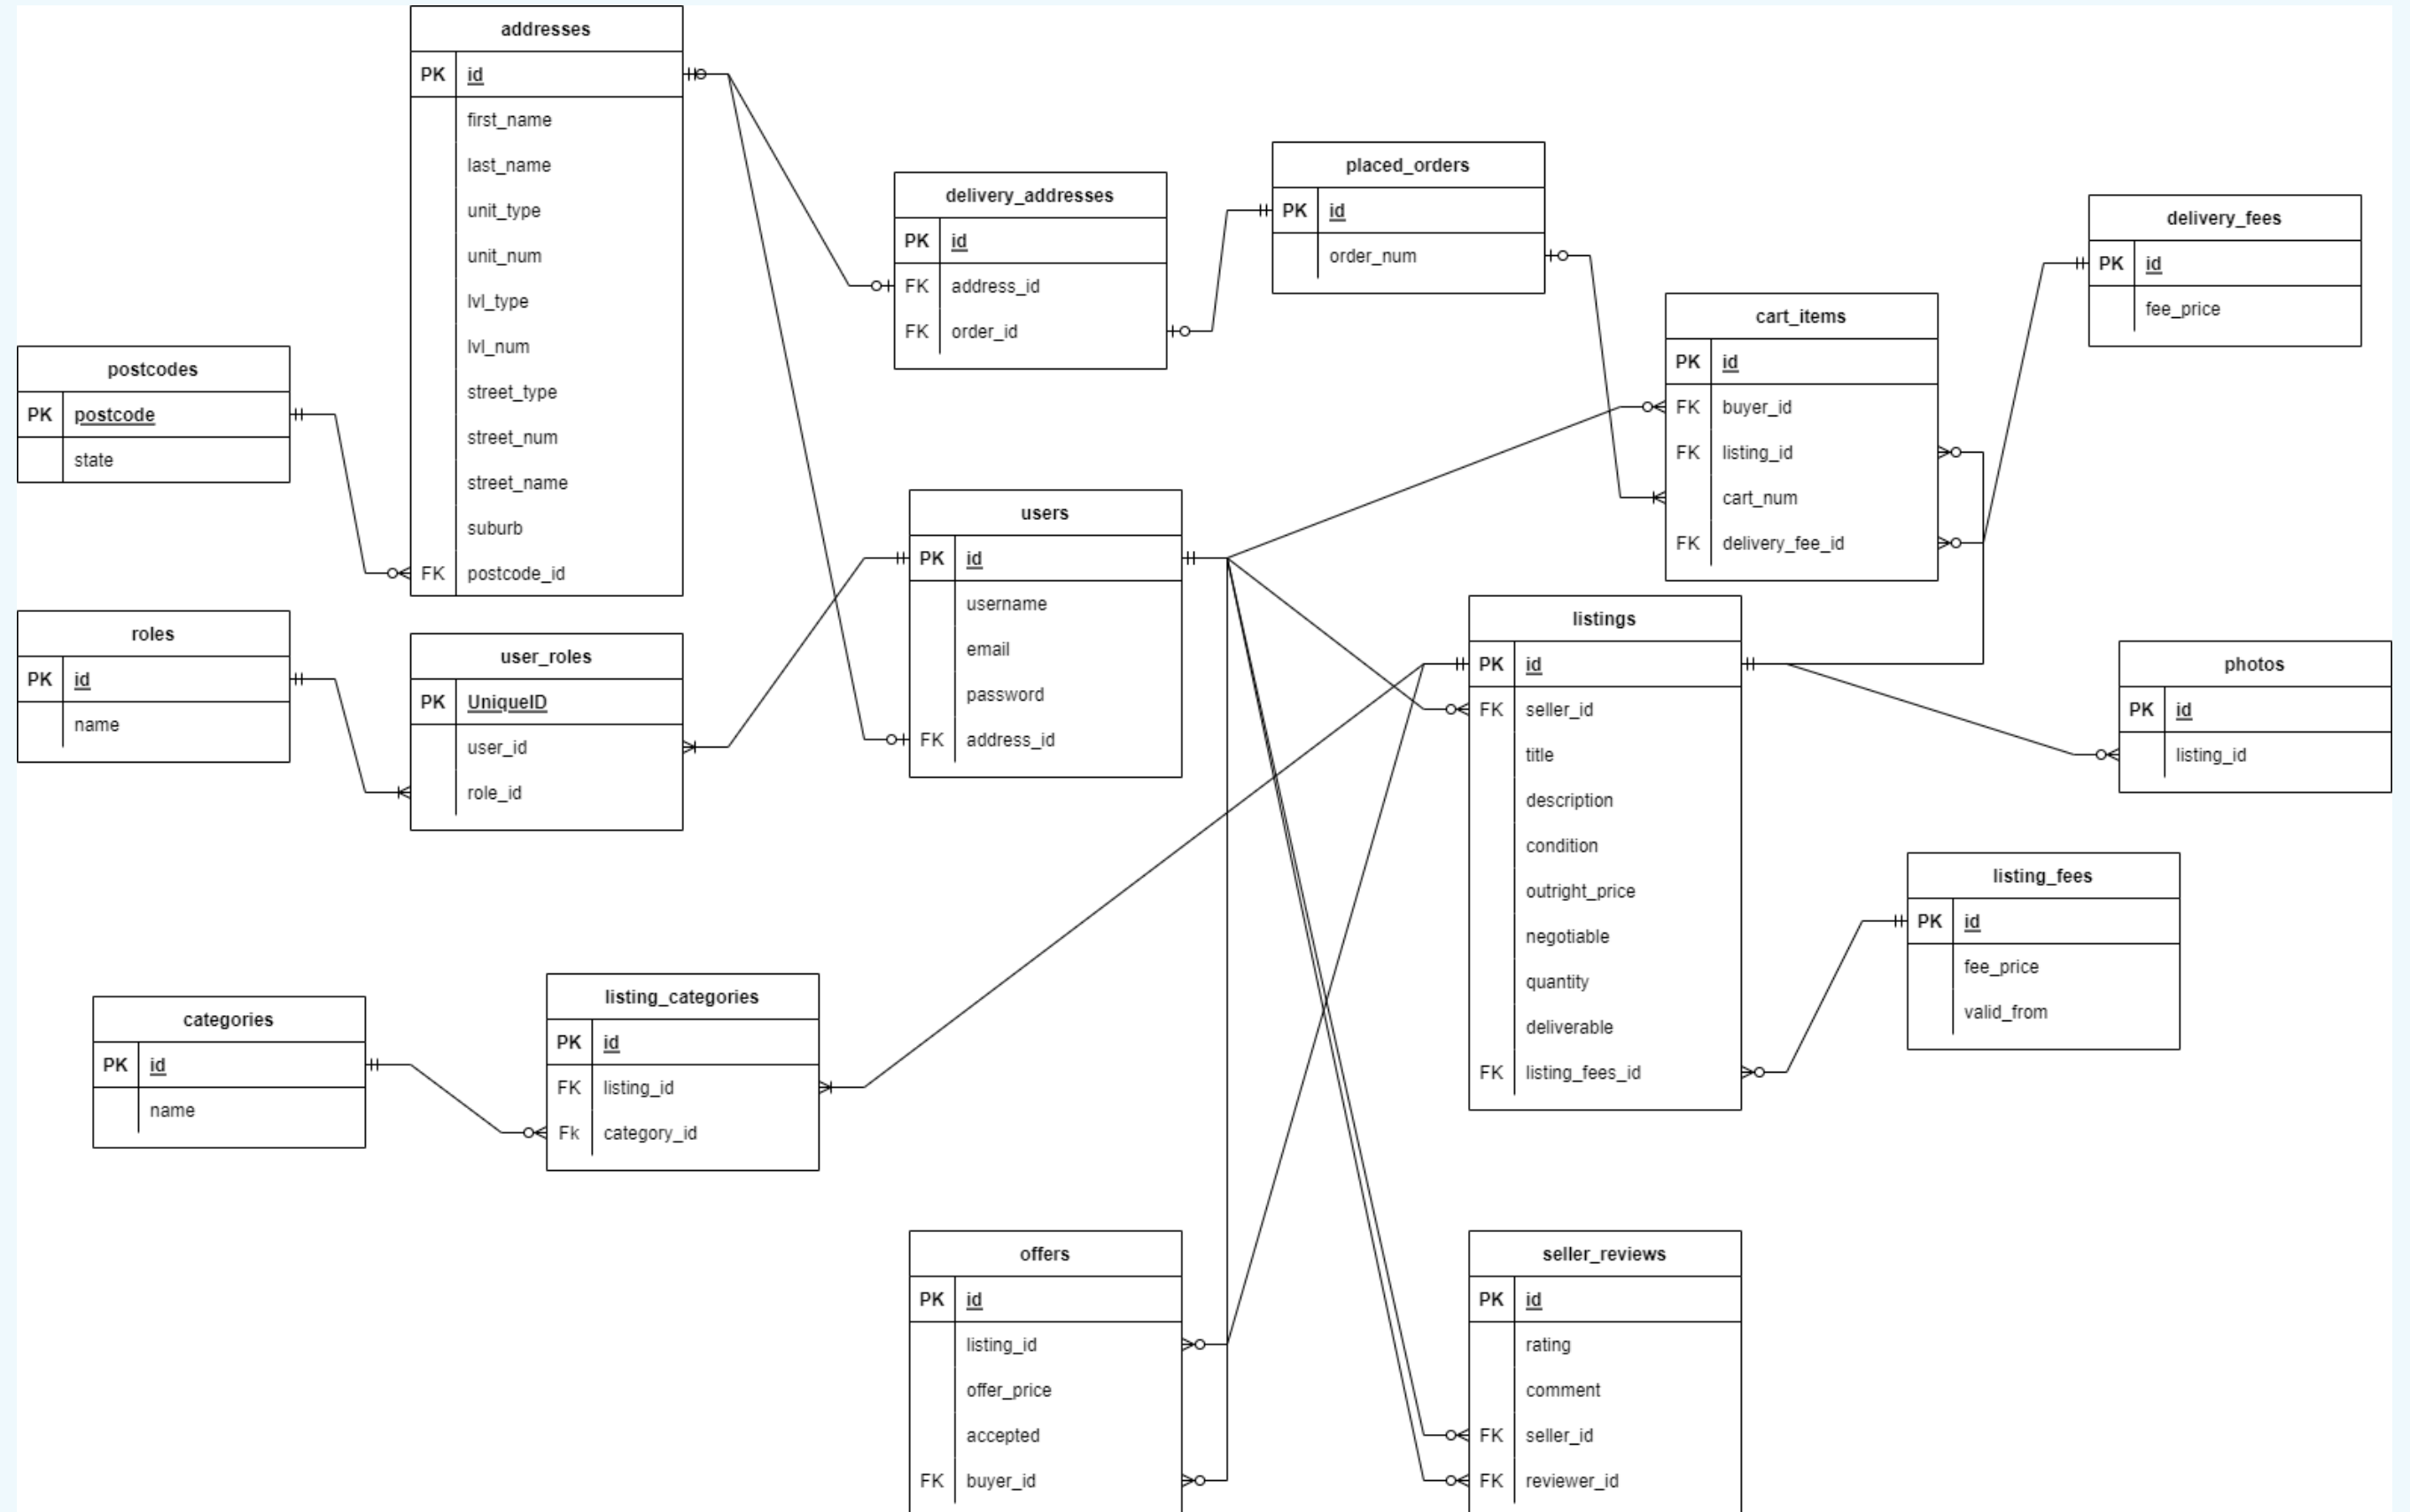 addresses
PK id
first_name
last_name
unit_type
unit_num
lvl_type
lvl_num
street_type
street_num
street_name
suburb
FK postcode_id
delivery_addresses
PK id
FK address_id
FK order_id
placed_orders
PK id
order_num
delivery_fees
PK id
fee_price
cart_items
PK id
FK buyer_id
FK listing_id
cart_num
FK delivery_fee_id
postcodes
PK postcode
state
users
PK id
username
email
password
FK address_id
roles
PK id
name
user_roles
PK UniqueID
user_id
role_id
listings
PK id
FK seller_id
title
description
condition
outright_price
negotiable
quantity
deliverable
FK listing_fees_id
photos
PK id
listing_id
listing_fees
PK id
fee_price
valid_from
categories
PK id
name
listing_categories
PK id
FK listing_id
Fk category_id
offers
PK id
listing_id
offer_price
accepted
FK buyer_id
seller_reviews
PK id
rating
comment
FK seller_id
FK reviewer_id